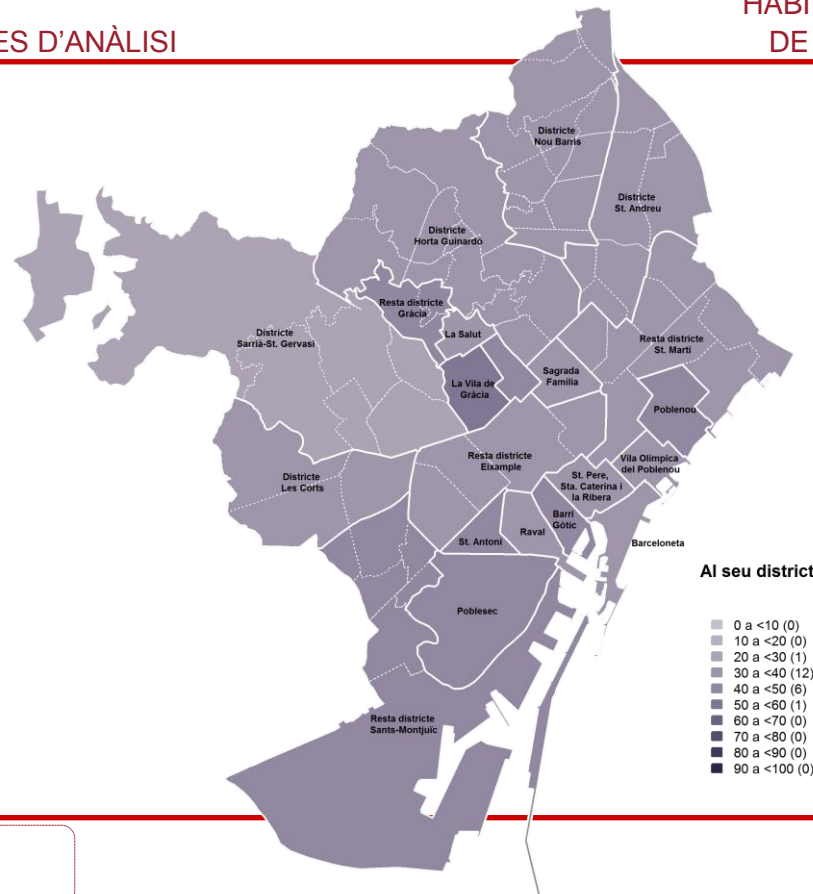 HÀBI
ES D'ANÀLISI
DE
Districte
Nou Barris
Districte
St. Andreu
Districte
Horta Guinardó
Resta districte
Gràcia
La Salut
Districte
Sarrià-St. Gervasi
Resta districte
St. Martí
Sagrada
Família
La Vila de
Gràcia
Poblenou
Resta districte
Eixample
Vila Olímpica
del Poblenou
Districte
Les Corts
St. Pere,
Sta. Caterina i
la Ribera
Barri
Gòtic
Raval
St. Antoni
Barceloneta
Al seu district
Poblesec
0 a <10 (0)
10 a <20 (0)
20 a <30 (1)
30 a <40 (12)
40 a <50 (6)
50 a <60 (1)
60 a <70 (0)
70 a <80 (0)
80 a <90 (0)
90 a <100 (0)
Resta districte
Sants-Montjuïc